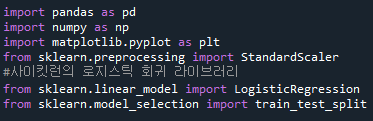 import pandas as pd
import numpy as np
import matplotlib.pyplot as plt
from sklearn.preprocessing import StandardScaler
#사이킷런의 로지스틱 회귀 라이브러리
from sklearn.linear_model import LogisticRegression
from sklearn.model_selection import train_test_split